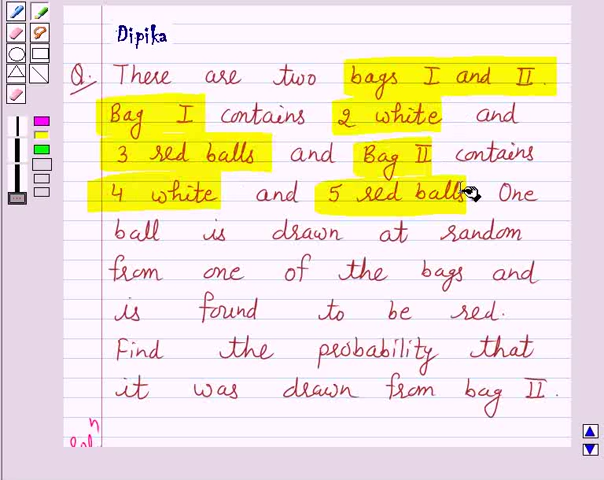 Dipika
Q. There are two bags I and II.
Bag I contains 2 white and
3 red balls and Bag II contains
4 white and 5 red balls. One
ball is drawn at random
from one of the bags and
is found to be red.
Find the probability that
it was drawn from bag II.